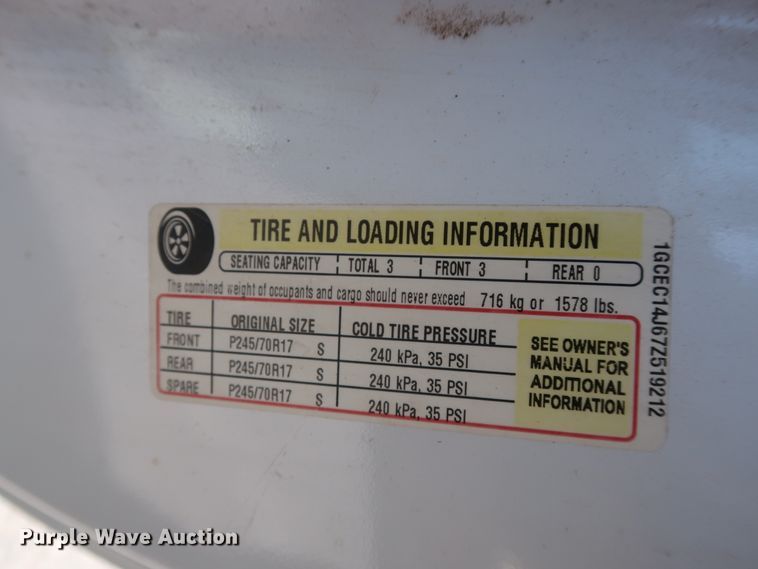 TIRE AND LOADING INFORMATION
SEATING CAPACITY TOTAL 3 FRONT 3 REAR 0
The combined weight of occupants and cargo should never exceed 716 kg or 1578 lbs.
TIRE ORIGINAL SIZE COLD TIRE PRESSURE
FRONT P245/70R17 S 240 kPa, 35 PSI
REAR P245/70R17 S 240 kPa, 35 PSI
SPARE P245/70R17 S 240 kPa, 35 PSI
SEE OWNER'S
MANUAL FOR
ADDITIONAL
INFORMATION
1GCEC14J67Z519212
Purple Wave Auction